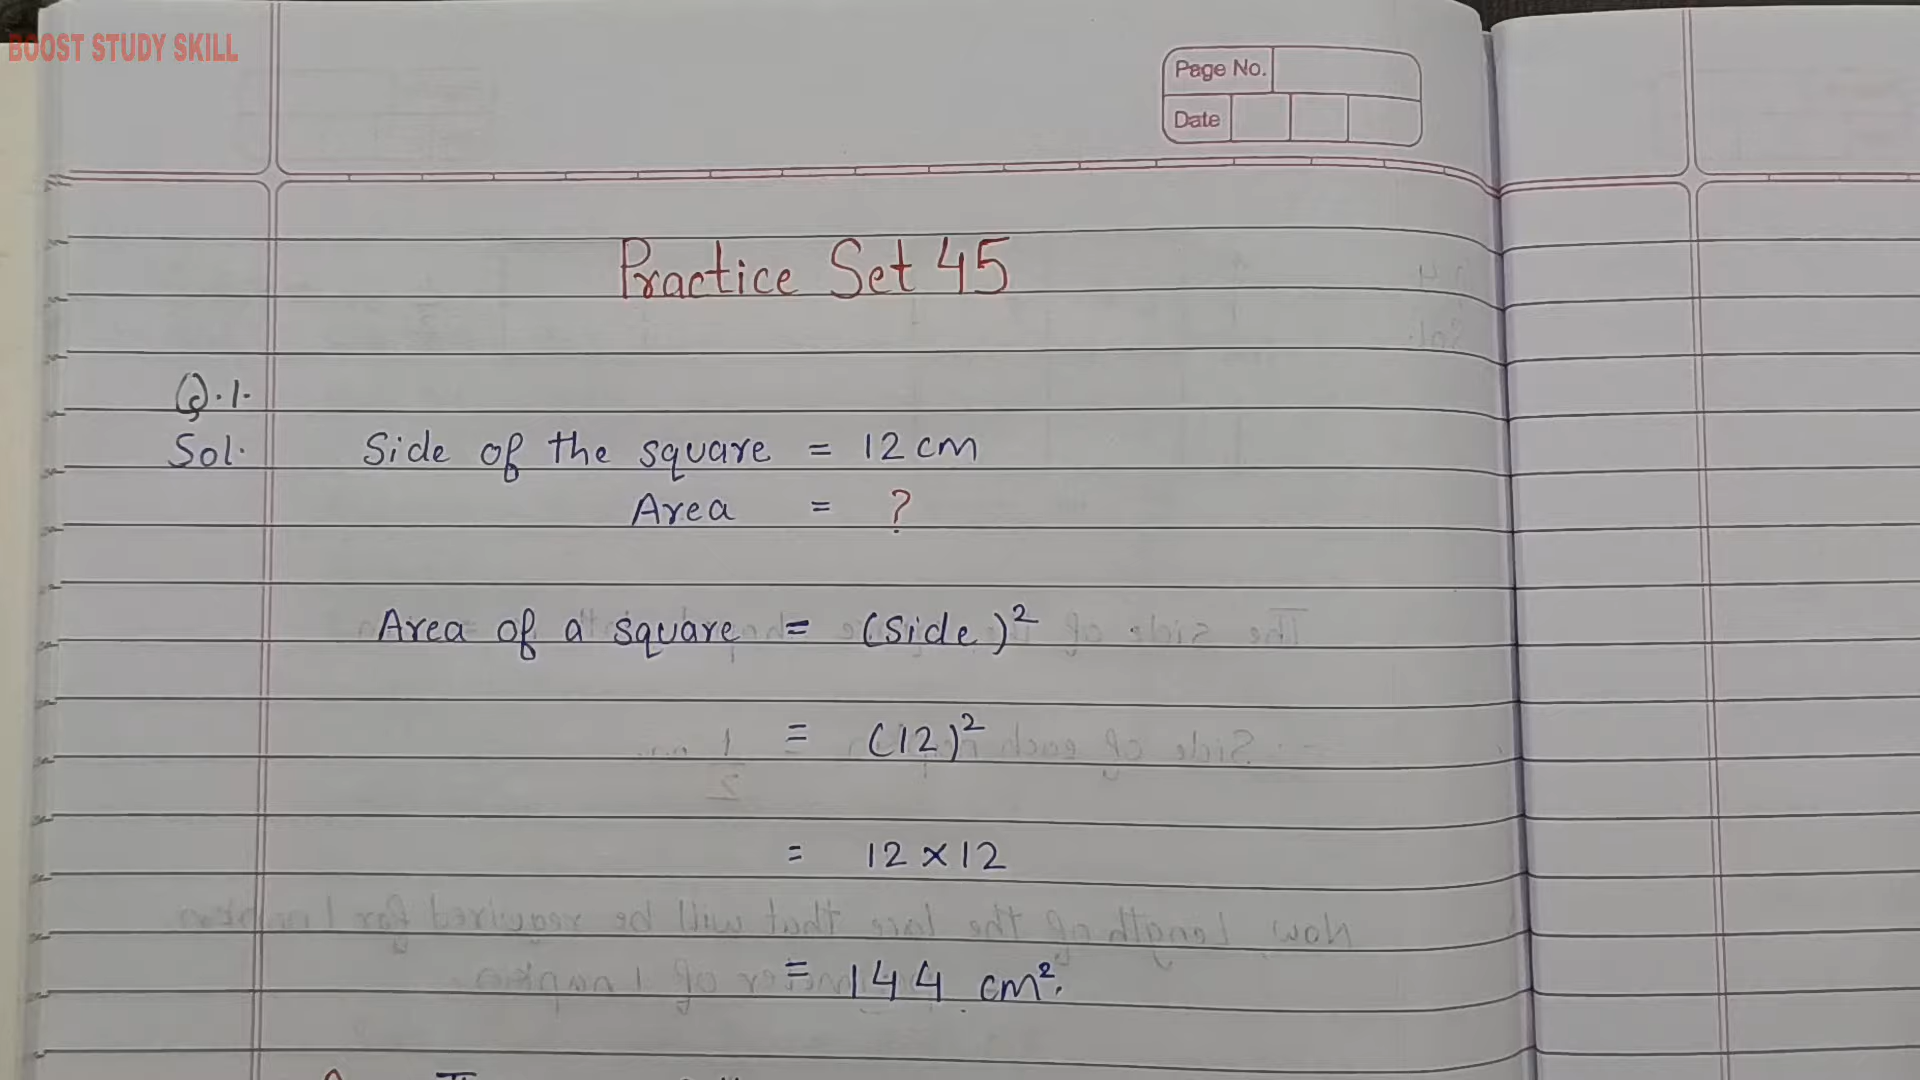 BOOST STUDY SKILL
Page No.
Date
Practice Set 45
Q.1.
Sol. Side of the square = 12 cm
Area = ?
Area of a square = (Side)²
= (12)²
= 12 × 12
= 144 cm².